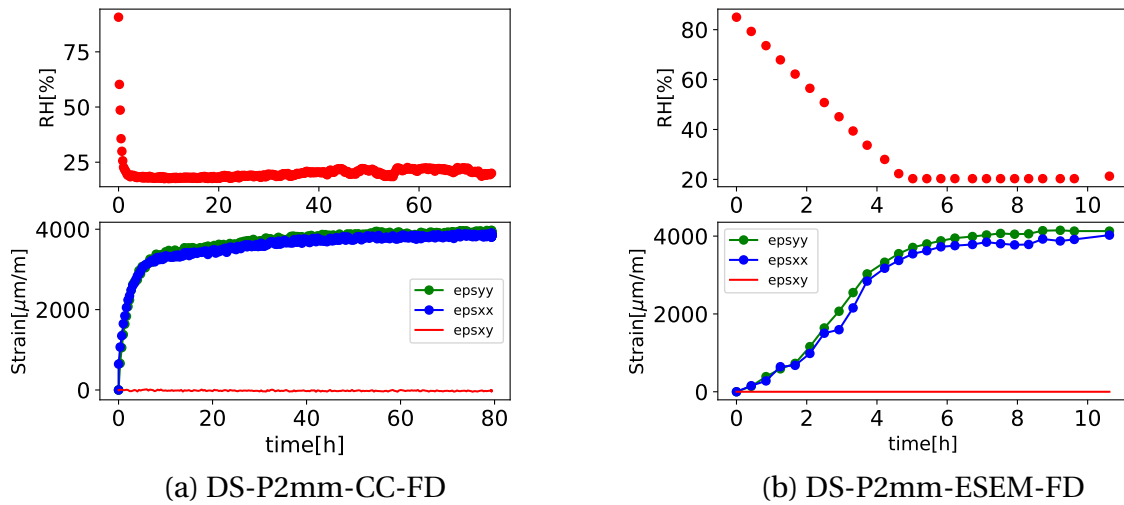 RH[%]
75
50
25
0
20
40
60
Strain[μm/m]
4000
2000
0
epsyy
epsxx
epsxy
0
20
40
60
80
time[h]
(a) DS-P2mm-CC-FD
RH[%]
80
60
40
20
0
2
4
6
8
10
Strain[μm/m]
4000
2000
0
epsyy
epsxx
epsxy
0
2
4
6
8
10
time[h]
(b) DS-P2mm-ESEM-FD